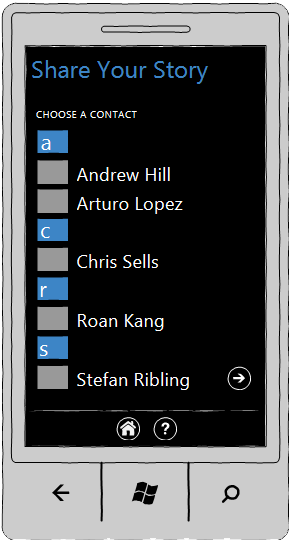 Share Your Story
CHOOSE A CONTACT
a
Andrew Hill
Arturo Lopez
c
Chris Sells
r
Roan Kang
s
Stefan Ribling
?